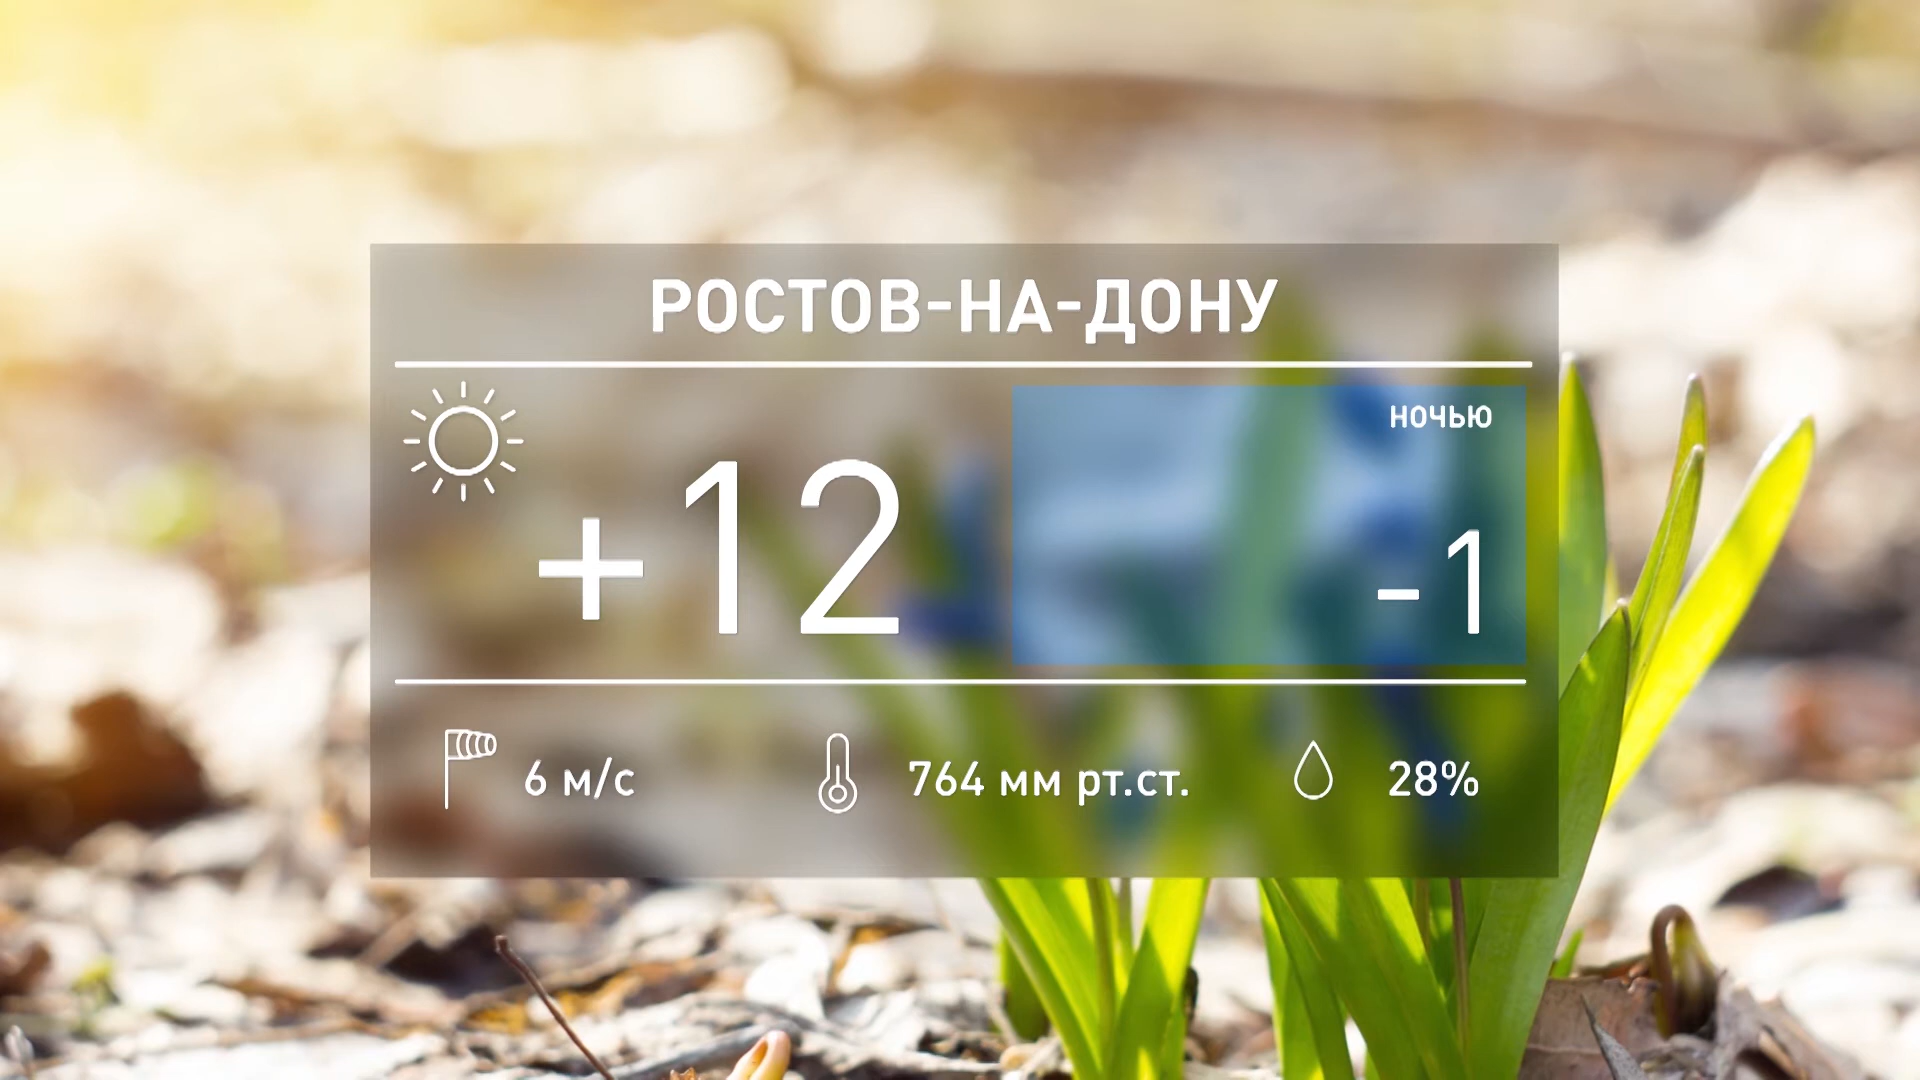 РОСТОВ-НА-ДОНУ
+12
НОЧЬЮ
-1
6 м/с
764 мм рт.ст.
28%